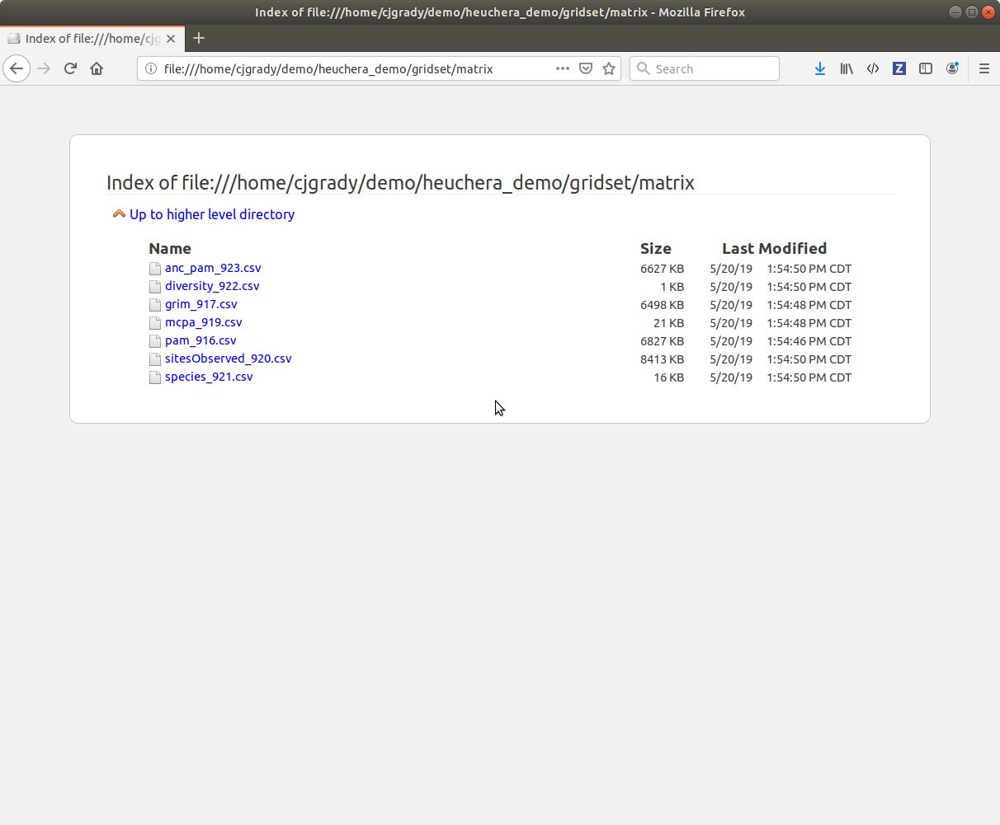 Index of file:///home/cjgrady/demo/heuchera_demo/gridset/matrix - Mozilla Firefox
Index of file:///home/cjg
file:///home/cjgrady/demo/heuchera_demo/gridset/matrix Search
Index of file:///home/cjgrady/demo/heuchera_demo/gridset/matrix
Up to higher level directory
Name Size Last Modified
anc_pam_923.csv 6627 KB 5/20/19 1:54:50 PM CDT
diversity_922.csv 1 KB 5/20/19 1:54:50 PM CDT
grim_917.csv 6498 KB 5/20/19 1:54:48 PM CDT
mcpa_919.csv 21 KB 5/20/19 1:54:48 PM CDT
pam_916.csv 6827 KB 5/20/19 1:54:46 PM CDT
sitesObserved_920.csv 8413 KB 5/20/19 1:54:50 PM CDT
species_921.csv 16 KB 5/20/19 1:54:50 PM CDT